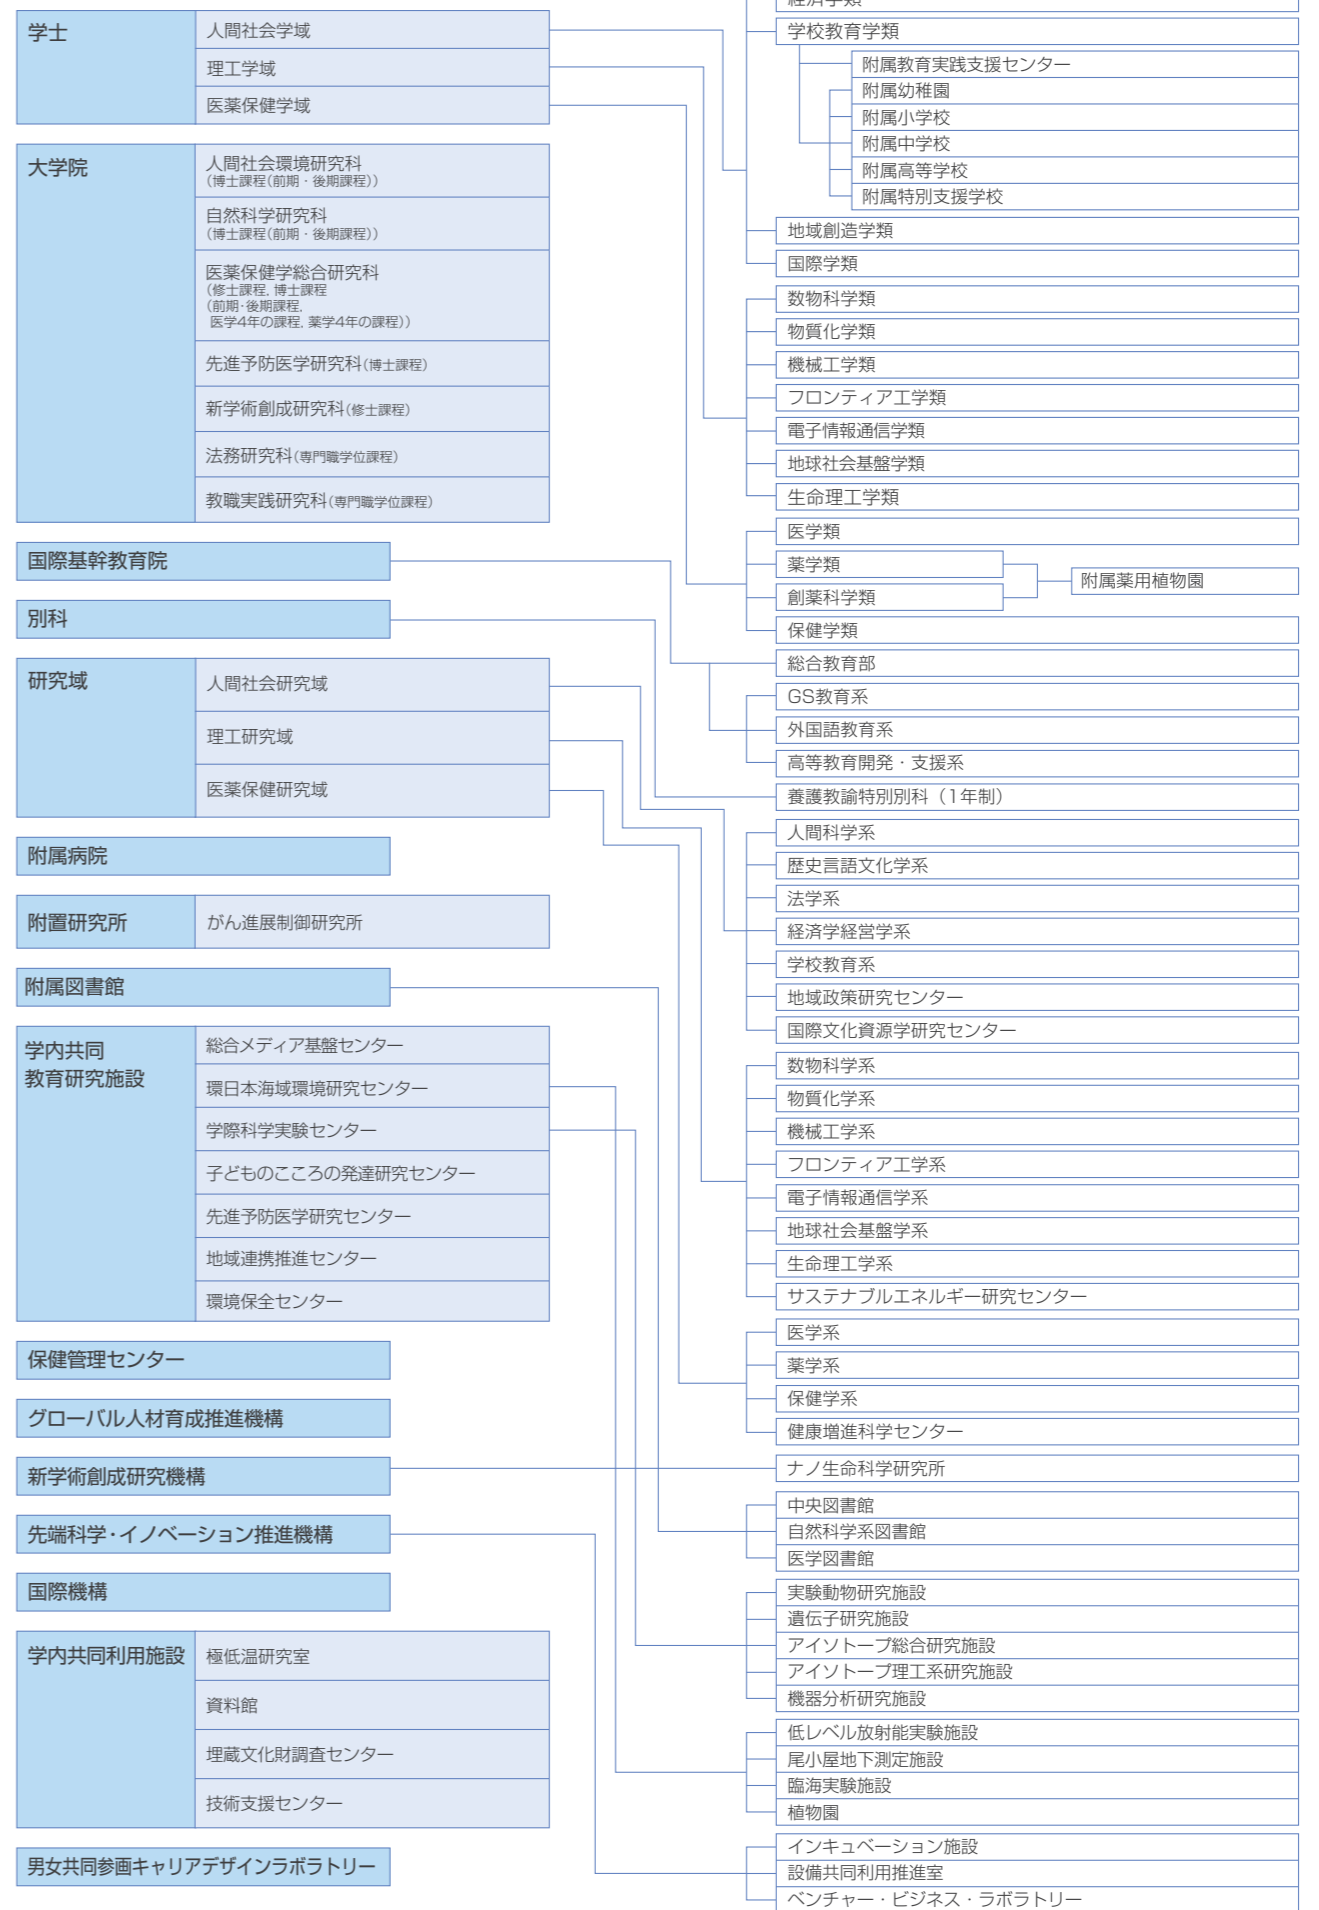 学士
人間社会学域
理工学域
医薬保健学域
大学院
人間社会環境研究科
(博士課程(前期・後期課程))
自然科学研究科
(博士課程(前期・後期課程))
医薬保健学総合研究科
(修士課程, 博士課程
(前期・後期課程,
医学4年の課程, 薬学4年の課程))
先進予防医学研究科(博士課程)
新学術創成研究科(修士課程)
法務研究科(専門職学位課程)
教職実践研究科(専門職学位課程)
国際基幹教育院
別科
研究域
人間社会研究域
理工研究域
医薬保健研究域
附属病院
附置研究所
がん進展制御研究所
附属図書館
学内共同
教育研究施設
総合メディア基盤センター
環日本海域環境研究センター
学際科学実験センター
子どものこころの発達研究センター
先進予防医学研究センター
地域連携推進センター
環境保全センター
保健管理センター
グローバル人材育成推進機構
新学術創成研究機構
先端科学・イノベーション推進機構
国際機構
学内共同利用施設
極低温研究室
資料館
埋蔵文化財調査センター
技術支援センター
男女共同参画キャリアデザインラボラトリー
経済学類
学校教育学類
附属教育実践支援センター
附属幼稚園
附属小学校
附属中学校
附属高等学校
附属特別支援学校
地域創造学類
国際学類
数物科学類
物質化学類
機械工学類
フロンティア工学類
電子情報通信学類
地球社会基盤学類
生命理工学類
医学類
薬学類
創薬科学類
附属薬用植物園
保健学類
総合教育部
GS教育系
外国語教育系
高等教育開発・支援系
養護教諭特別別科（1年制）
人間科学系
歴史言語文化学系
法学系
経済学経営学系
学校教育系
地域政策研究センター
国際文化資源学研究センター
数物科学系
物質化学系
機械工学系
フロンティア工学系
電子情報通信学系
地球社会基盤学系
生命理工学系
サステナブルエネルギー研究センター
医学系
薬学系
保健学系
健康増進科学センター
ナノ生命科学研究所
中央図書館
自然科学系図書館
医学図書館
実験動物研究施設
遺伝子研究施設
アイソトープ総合研究施設
アイソトープ理工系研究施設
機器分析研究施設
低レベル放射能実験施設
尾小屋地下測定施設
臨海実験施設
植物園
インキュベーション施設
設備共同利用推進室
ベンチャー・ビジネス・ラボラトリー